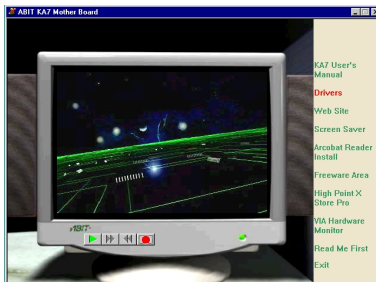 ABIT KA7 Mother Board
KA7 User's
Manual
Drivers
Web Site
Screen Saver
Arcobat Reader
Install
Freeware Area
High Point X
Store Pro
VIA Hardware
Monitor
Read Me First
Exit
ABIT